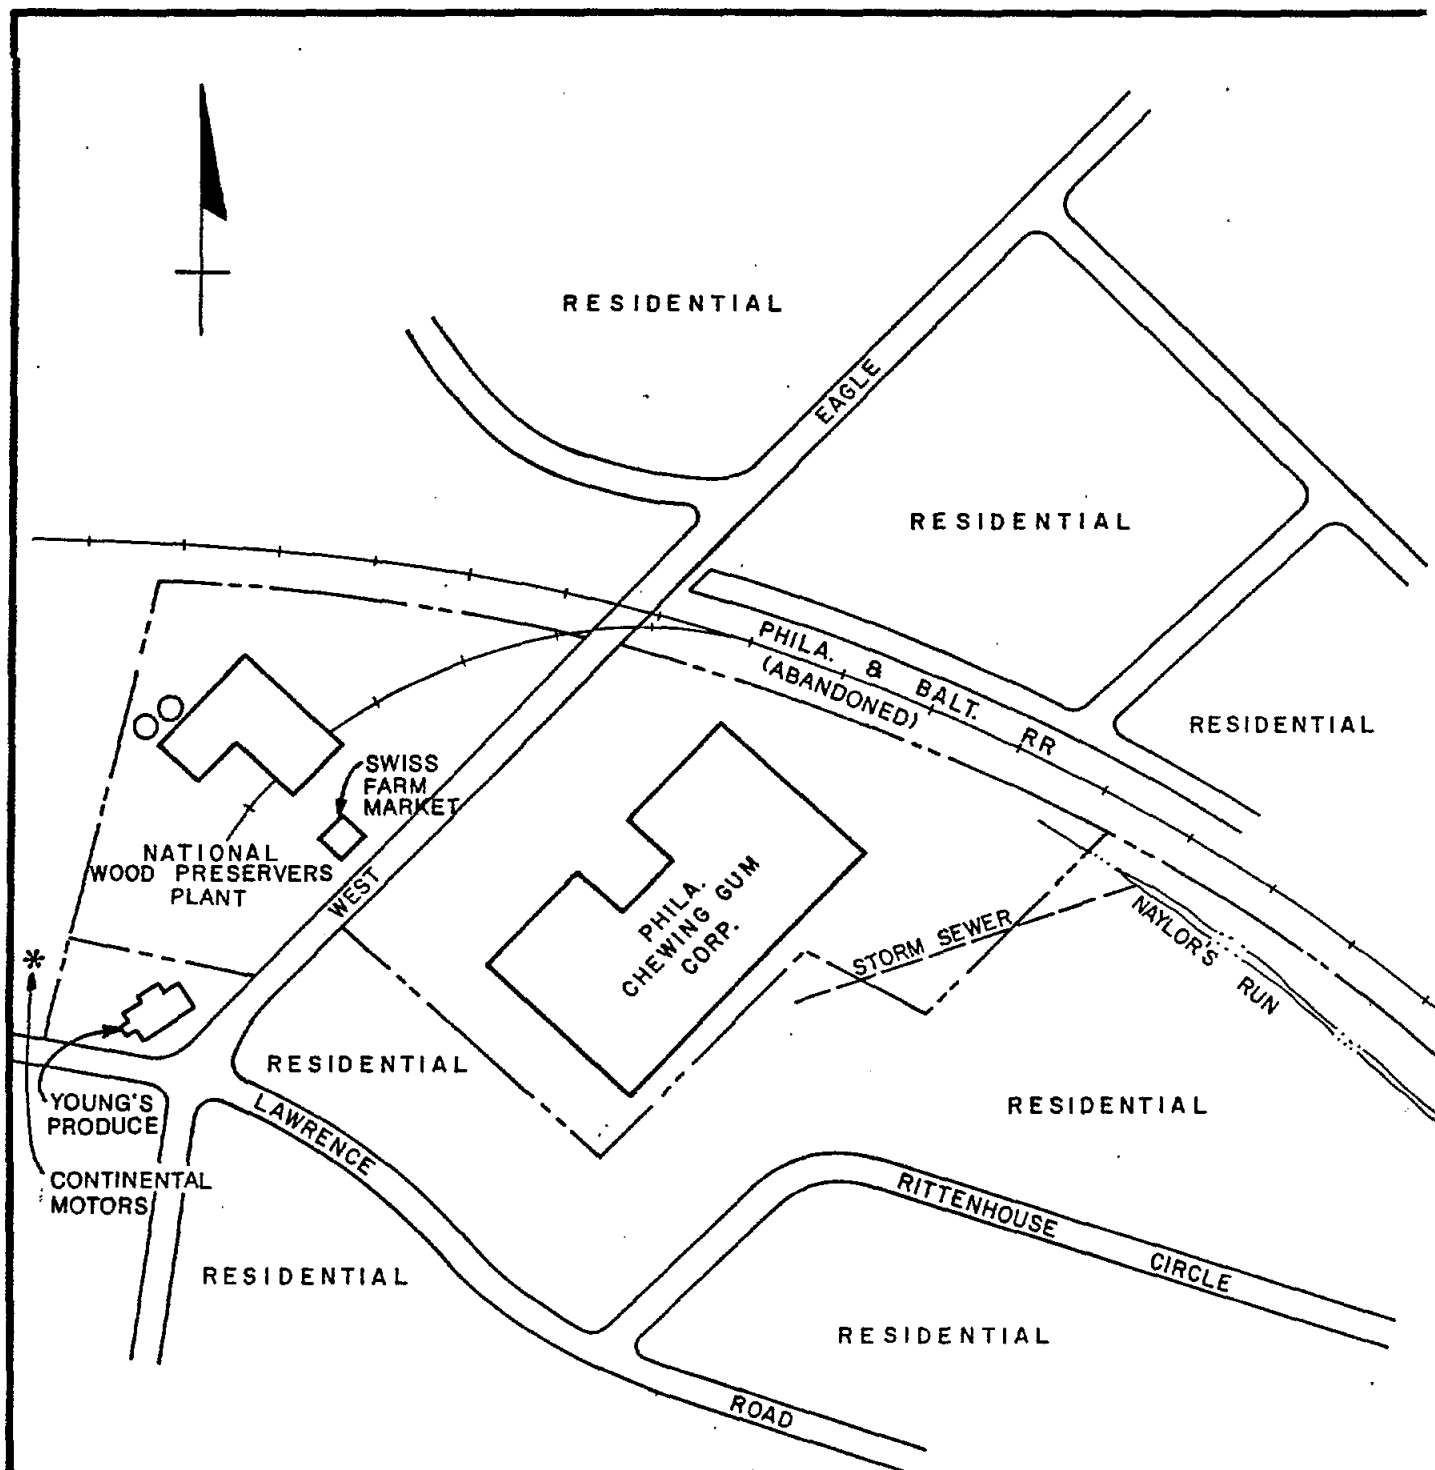 RESIDENTIAL
EAGLE
RESIDENTIAL
PHILA. & BALT. RR
(ABANDONED)
RESIDENTIAL
SWISS
FARM
MARKET
NATIONAL
WOOD PRESERVERS
PLANT
WEST
PHILA.
CHEWING GUM
CORP.
STORM SEWER
NAYLOR'S RUN
*
RESIDENTIAL
YOUNG'S
PRODUCE
LAWRENCE
RESIDENTIAL
CONTINENTAL
MOTORS
RITTENHOUSE CIRCLE
RESIDENTIAL
RESIDENTIAL
ROAD